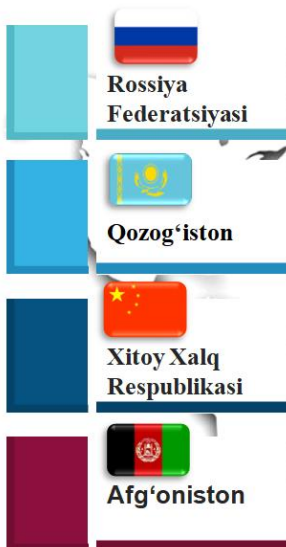 Rossiya
Federatsiyasi
Qozog‘iston
Xitoy Xalq
Respublikasi
Afg‘oniston